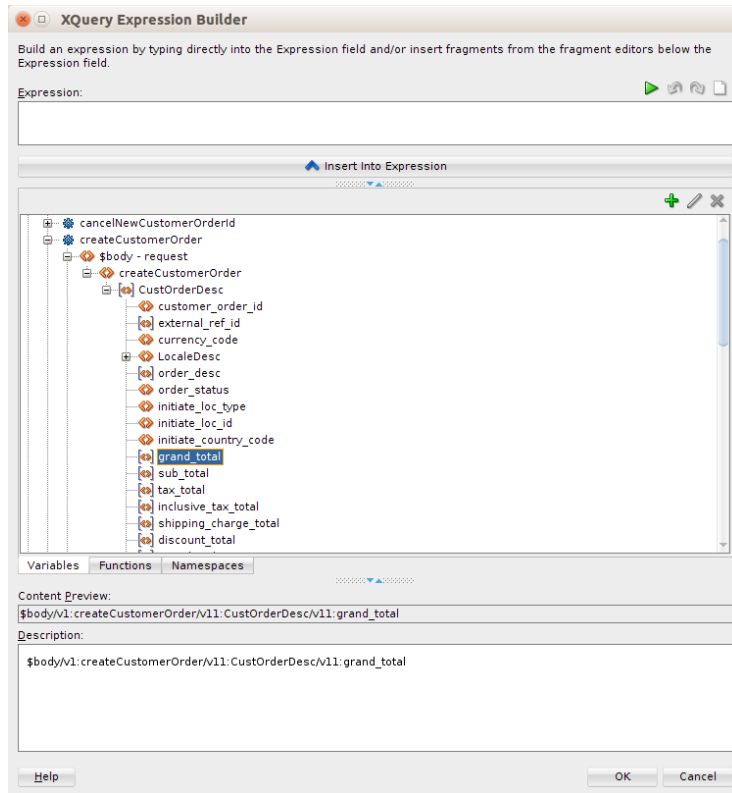 XQuery Expression Builder
Build an expression by typing directly into the Expression field and/or insert fragments from the fragment editors below the
Expression field.
Expression:
Insert Into Expression
cancelNewCustomerOrderId
createCustomerOrder
$body - request
createCustomerOrder
CustOrderDesc
customer_order_id
external_ref_id
currency_code
LocaleDesc
order_desc
order_status
initiate_loc_type
initiate_loc_id
initiate_country_code
grand_total
sub_total
tax_total
inclusive_tax_total
shipping_charge_total
discount_total
Variables Functions Namespaces
Content Preview:
$body/v1:createCustomerOrder/v11:CustOrderDesc/v11:grand_total
Description:
$body/v1:createCustomerOrder/v11:CustOrderDesc/v11:grand_total
Help OK Cancel